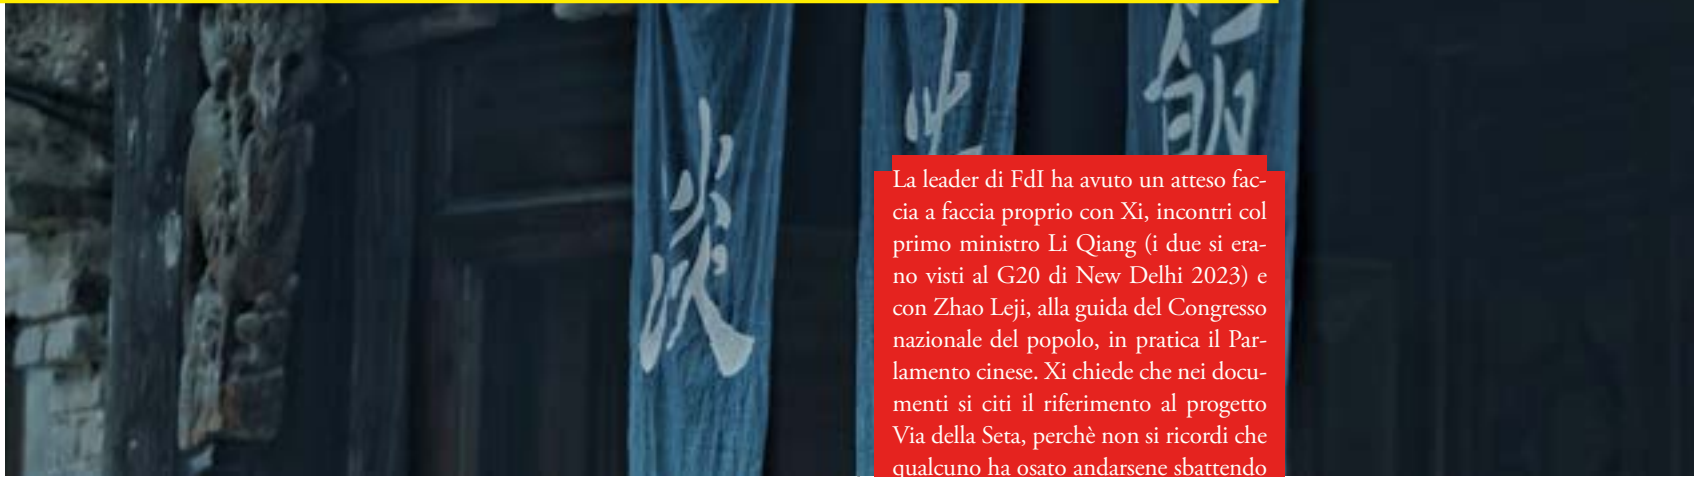 La leader di FdI ha avuto un atteso fac-
cia a faccia proprio con Xi, incontri col
primo ministro Li Qiang (i due si era-
no visti al G20 di New Delhi 2023) e
con Zhao Leji, alla guida del Congresso
nazionale del popolo, in pratica il Par-
lamento cinese. Xi chiede che nei docu-
menti si citi il riferimento al progetto
Via della Seta, perchè non si ricordi che
qualcuno ha osato andarsene sbattendo